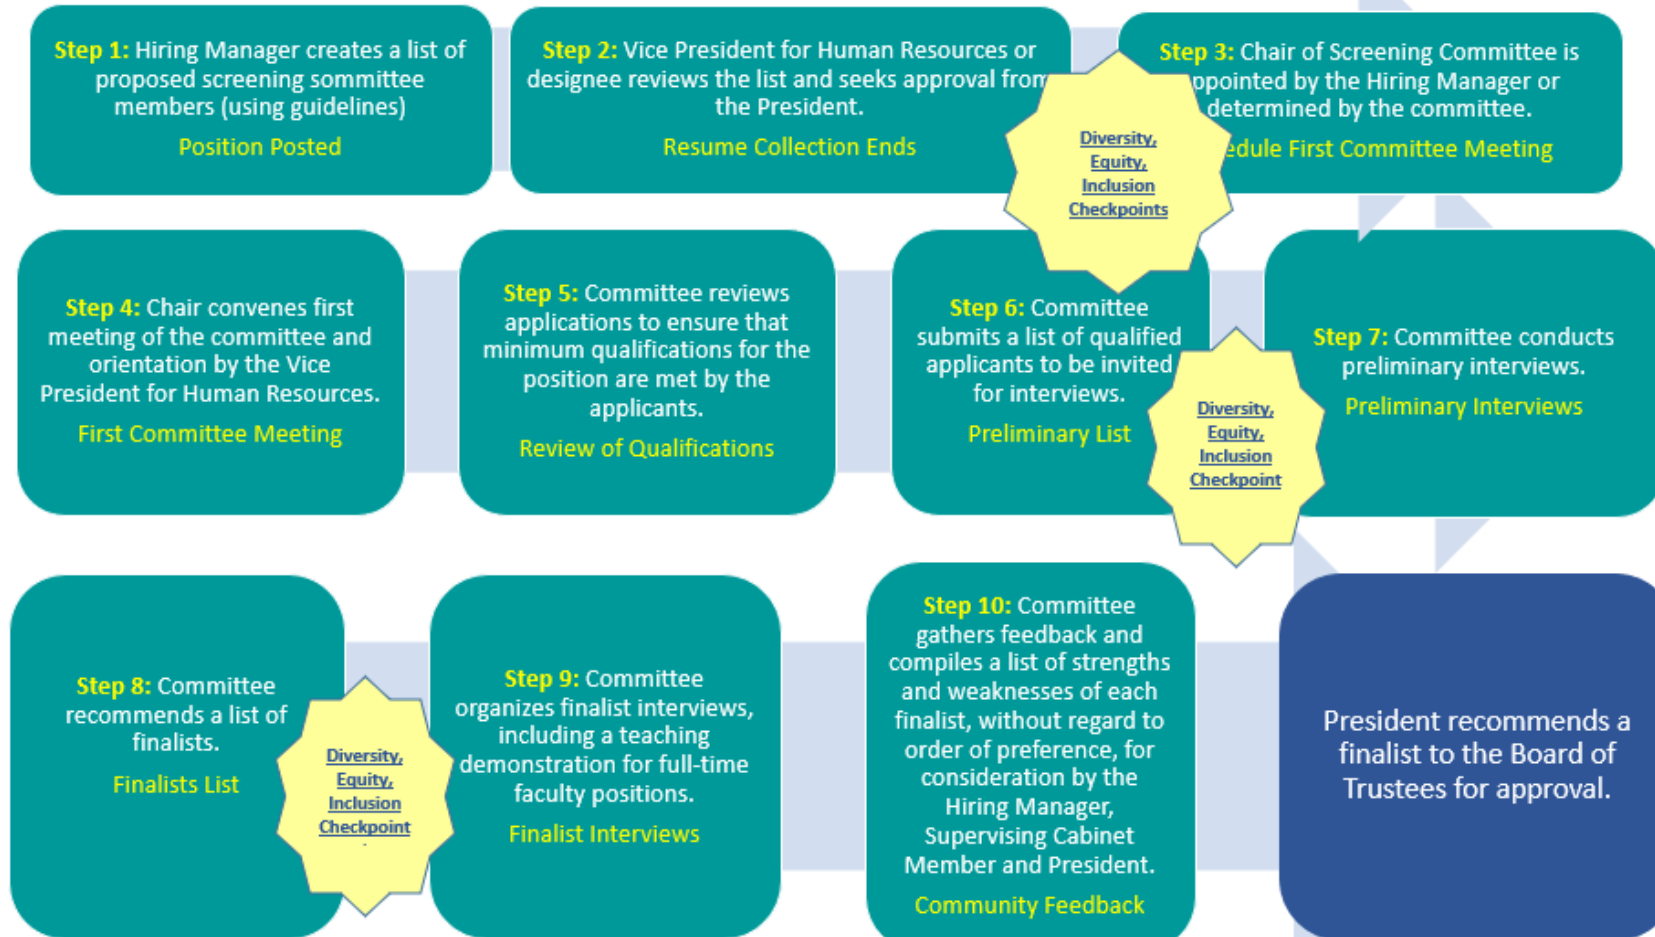 Step 1: Hiring Manager creates a list of
proposed screening sommittee
members (using guidelines)
Position Posted
Step 2: Vice President for Human Resources or
designee reviews the list and seeks approval from
the President.
Resume Collection Ends
Step 3: Chair of Screening Committee is
ppointed by the Hiring Manager or
determined by the committee.
edule First Committee Meeting
Diversity,
Equity,
Inclusion
Checkpoints
Step 4: Chair convenes first
meeting of the committee and
orientation by the Vice
President for Human Resources.
First Committee Meeting
Step 5: Committee reviews
applications to ensure that
minimum qualifications for the
position are met by the
applicants.
Review of Qualifications
Step 6: Committee
submits a list of qualified
applicants to be invited
for interviews.
Preliminary List
Diversity,
Equity,
Inclusion
Checkpoint
Step 7: Committee conducts
preliminary interviews.
Preliminary Interviews
Step 8: Committee
recommends a list of
finalists.
Finalists List
Diversity,
Equity,
Inclusion
Checkpoint
Step 9: Committee
organizes finalist interviews,
including a teaching
demonstration for full-time
faculty positions.
Finalist Interviews
Step 10: Committee
gathers feedback and
compiles a list of strengths
and weaknesses of each
finalist, without regard to
order of preference, for
consideration by the
Hiring Manager,
Supervising Cabinet
Member and President.
Community Feedback
President recommends a
finalist to the Board of
Trustees for approval.